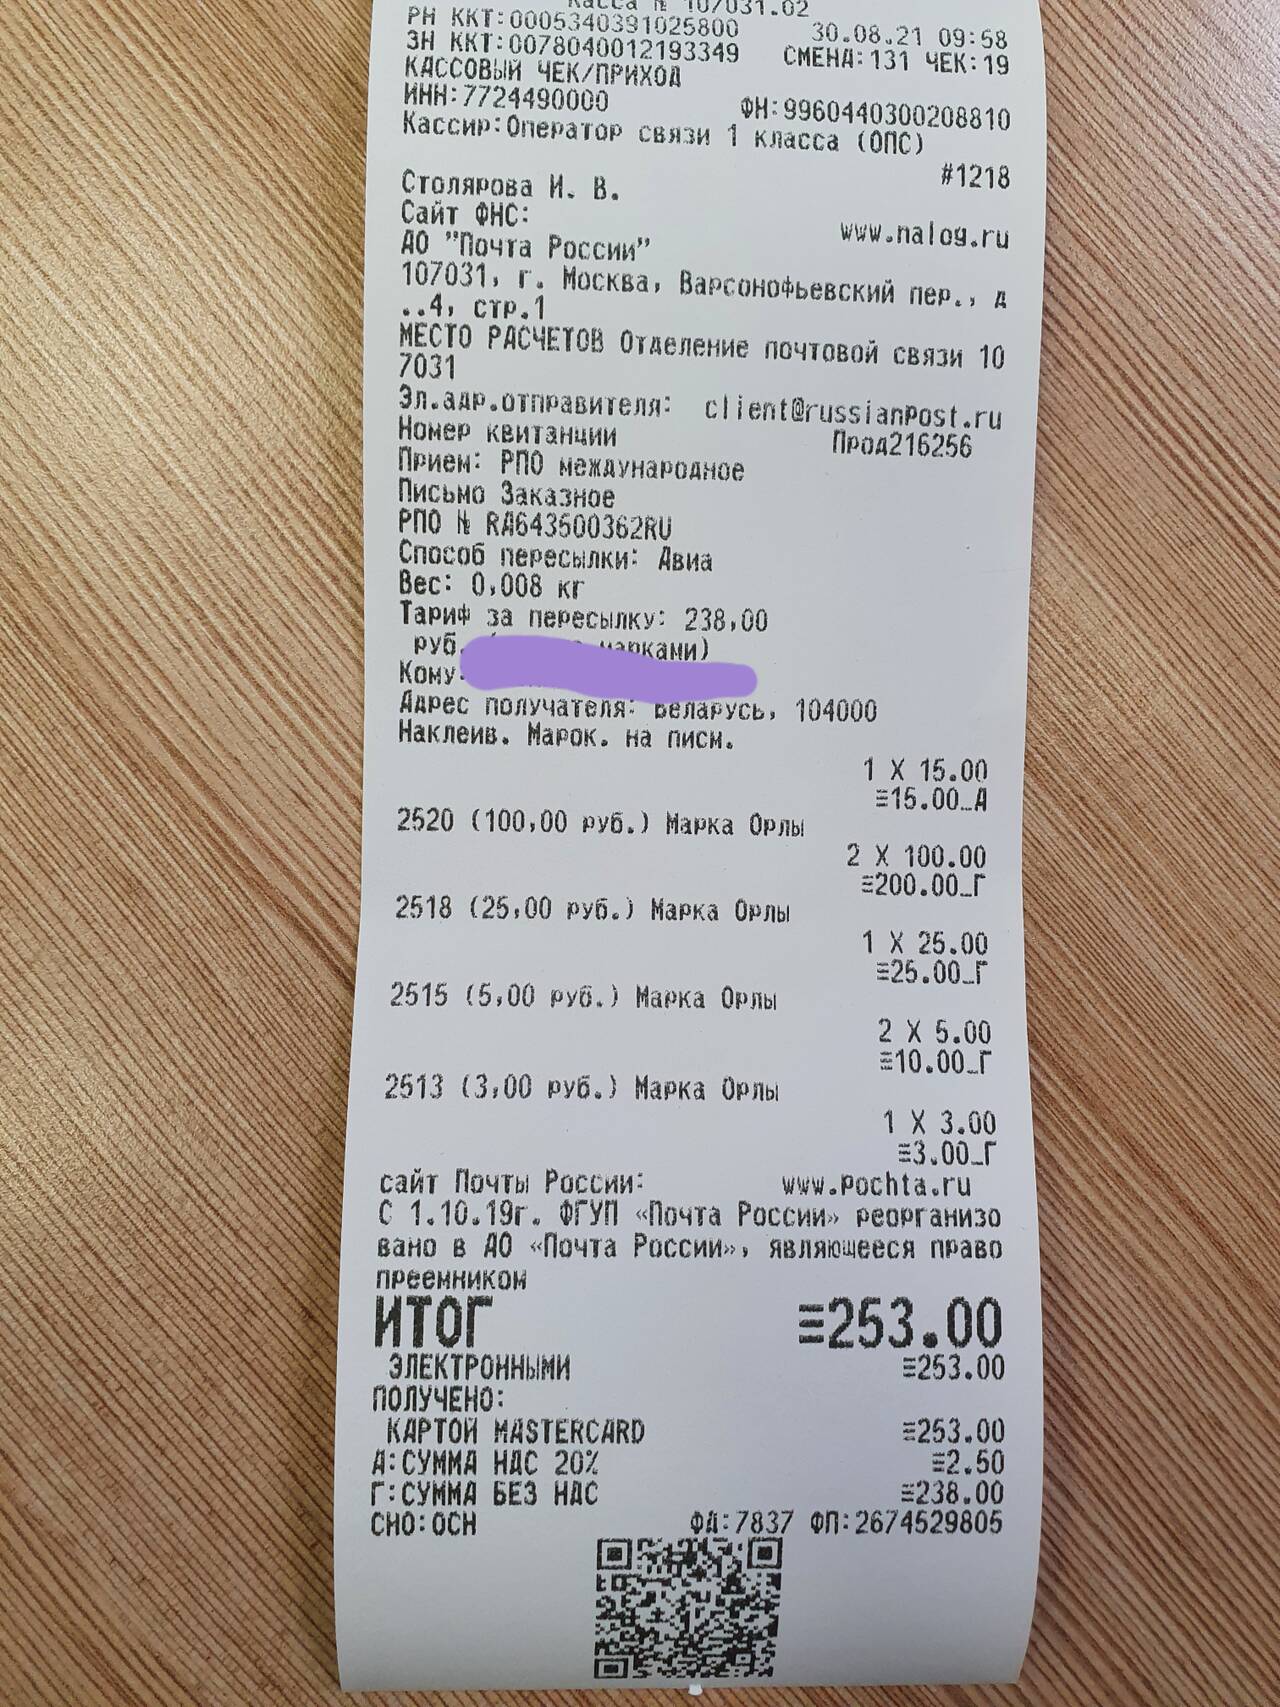 Касса № 107031.02
РН ККТ:0005340391025800 30.08.21 09:58
ЗН ККТ:0078040012193349 СМЕНА:131 ЧЕК:19
КАССОВЫЙ ЧЕК/ПРИХОД
ИНН:7724490000 ФН:9960440300208810
Кассир:Оператор связи 1 класса (ОПС)
#1218
Столярова И. В.
Сайт ФНС: www.nalog.ru
АО "Почта России"
107031, г. Москва, Варсонофьевский пер., д
..4, стр.1
МЕСТО РАСЧЕТОВ Отделение почтовой связи 10
7031
Эл.адр.отправителя: client@russianpost.ru
Номер квитанции Прод216256
Прием: РПО международное
Письмо Заказное
РПО № RA643500362RU
Способ пересылки: Авиа
Вес: 0,008 кг
Тариф за пересылку: 238,00
руб. марками)
Кому:
Адрес получателя: Беларусь, 104000
Наклеив. Марок. на писм.
1 X 15.00
≡15.00_А
2520 (100,00 руб.) Марка Орлы
2 X 100.00
≡200.00_Г
2518 (25,00 руб.) Марка Орлы
1 X 25.00
≡25.00_Г
2515 (5,00 руб.) Марка Орлы
2 X 5.00
≡10.00_Г
2513 (3,00 руб.) Марка Орлы
1 X 3.00
≡3.00_Г
сайт Почты России: www.pochta.ru
С 1.10.19г. ФГУП «Почта России» реорганизо
вано в АО «Почта России», являющееся право
преемником
ИТОГ ≡253.00
ЭЛЕКТРОННЫМИ ≡253.00
ПОЛУЧЕНО:
КАРТОЙ MASTERCARD ≡253.00
А:СУММА НДС 20% ≡2.50
Г:СУММА БЕЗ НДС ≡238.00
СНО:ОСН ФД:7837 ФП:2674529805